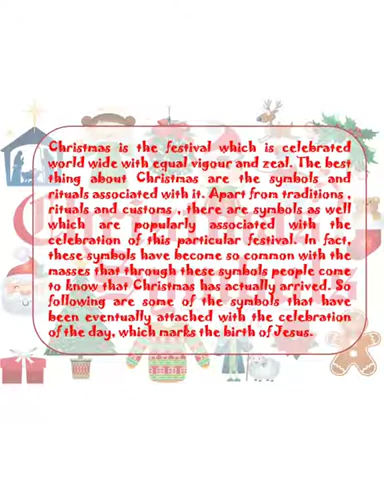 Christmas is the festival which is celebrated
world wide with equal vigour and zeal. The best
thing about Christmas are the symbols and
rituals associated with it. Apart from traditions ,
rituals and customs , there are symbols as well
which are popularly associated with the
celebration of this particular festival. In fact,
these symbols have become so common with the
masses that through these symbols people come
to know that Christmas has actually arrived. So
following are some of the symbols that have
been eventually attached with the celebration
of the day, which marks the birth of Jesus.